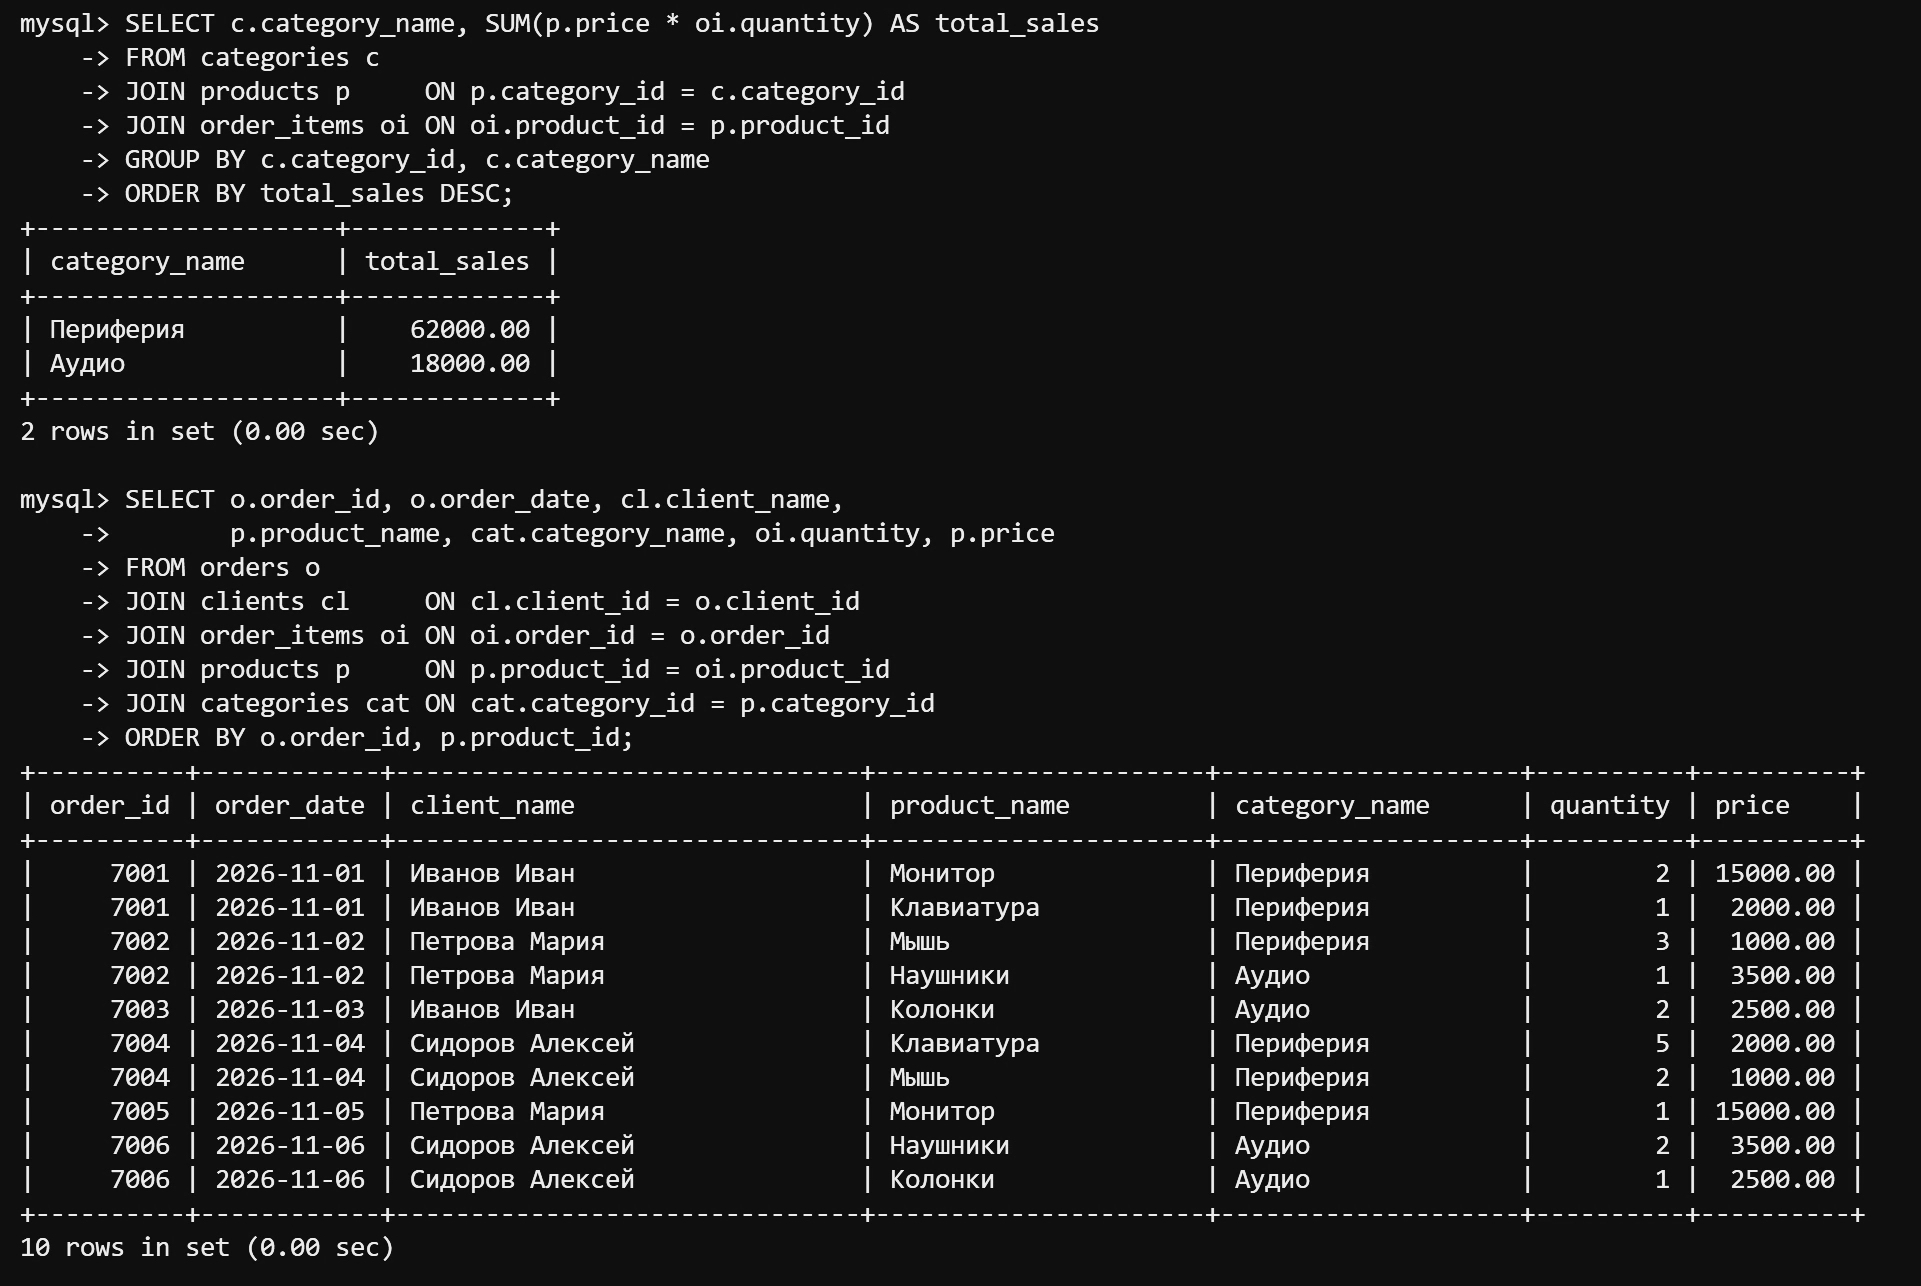 mysql> SELECT c.category_name, SUM(p.price * oi.quantity) AS total_sales
    -> FROM categories c
    -> JOIN products p     ON p.category_id = c.category_id
    -> JOIN order_items oi ON oi.product_id = p.product_id
    -> GROUP BY c.category_id, c.category_name
    -> ORDER BY total_sales DESC;
+--------------------+-------------+
| category_name      | total_sales |
+--------------------+-------------+
| Периферия          |    62000.00 |
| Аудио              |    18000.00 |
+--------------------+-------------+
2 rows in set (0.00 sec)

mysql> SELECT o.order_id, o.order_date, cl.client_name,
    ->        p.product_name, cat.category_name, oi.quantity, p.price
    -> FROM orders o
    -> JOIN clients cl     ON cl.client_id = o.client_id
    -> JOIN order_items oi ON oi.order_id = o.order_id
    -> JOIN products p     ON p.product_id = oi.product_id
    -> JOIN categories cat ON cat.category_id = p.category_id
    -> ORDER BY o.order_id, p.product_id;
+----------+------------+-------------------------------+----------------------+--------------------+----------+----------+
| order_id | order_date | client_name                   | product_name         | category_name      | quantity | price    |
+----------+------------+-------------------------------+----------------------+--------------------+----------+----------+
|     7001 | 2026-11-01 | Иванов Иван                   | Монитор              | Периферия          |        2 | 15000.00 |
|     7001 | 2026-11-01 | Иванов Иван                   | Клавиатура           | Периферия          |        1 |  2000.00 |
|     7002 | 2026-11-02 | Петрова Мария                 | Мышь                 | Периферия          |        3 |  1000.00 |
|     7002 | 2026-11-02 | Петрова Мария                 | Наушники             | Аудио              |        1 |  3500.00 |
|     7003 | 2026-11-03 | Иванов Иван                   | Колонки              | Аудио              |        2 |  2500.00 |
|     7004 | 2026-11-04 | Сидоров Алексей               | Клавиатура           | Периферия          |        5 |  2000.00 |
|     7004 | 2026-11-04 | Сидоров Алексей               | Мышь                 | Периферия          |        2 |  1000.00 |
|     7005 | 2026-11-05 | Петрова Мария                 | Монитор              | Периферия          |        1 | 15000.00 |
|     7006 | 2026-11-06 | Сидоров Алексей               | Наушники             | Аудио              |        2 |  3500.00 |
|     7006 | 2026-11-06 | Сидоров Алексей               | Колонки              | Аудио              |        1 |  2500.00 |
+----------+------------+-------------------------------+----------------------+--------------------+----------+----------+
10 rows in set (0.00 sec)